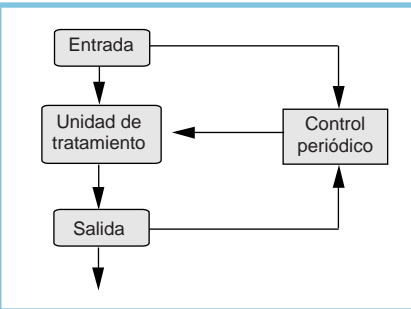 Entrada
Unidad de
tratamiento
Control
periódico
Salida